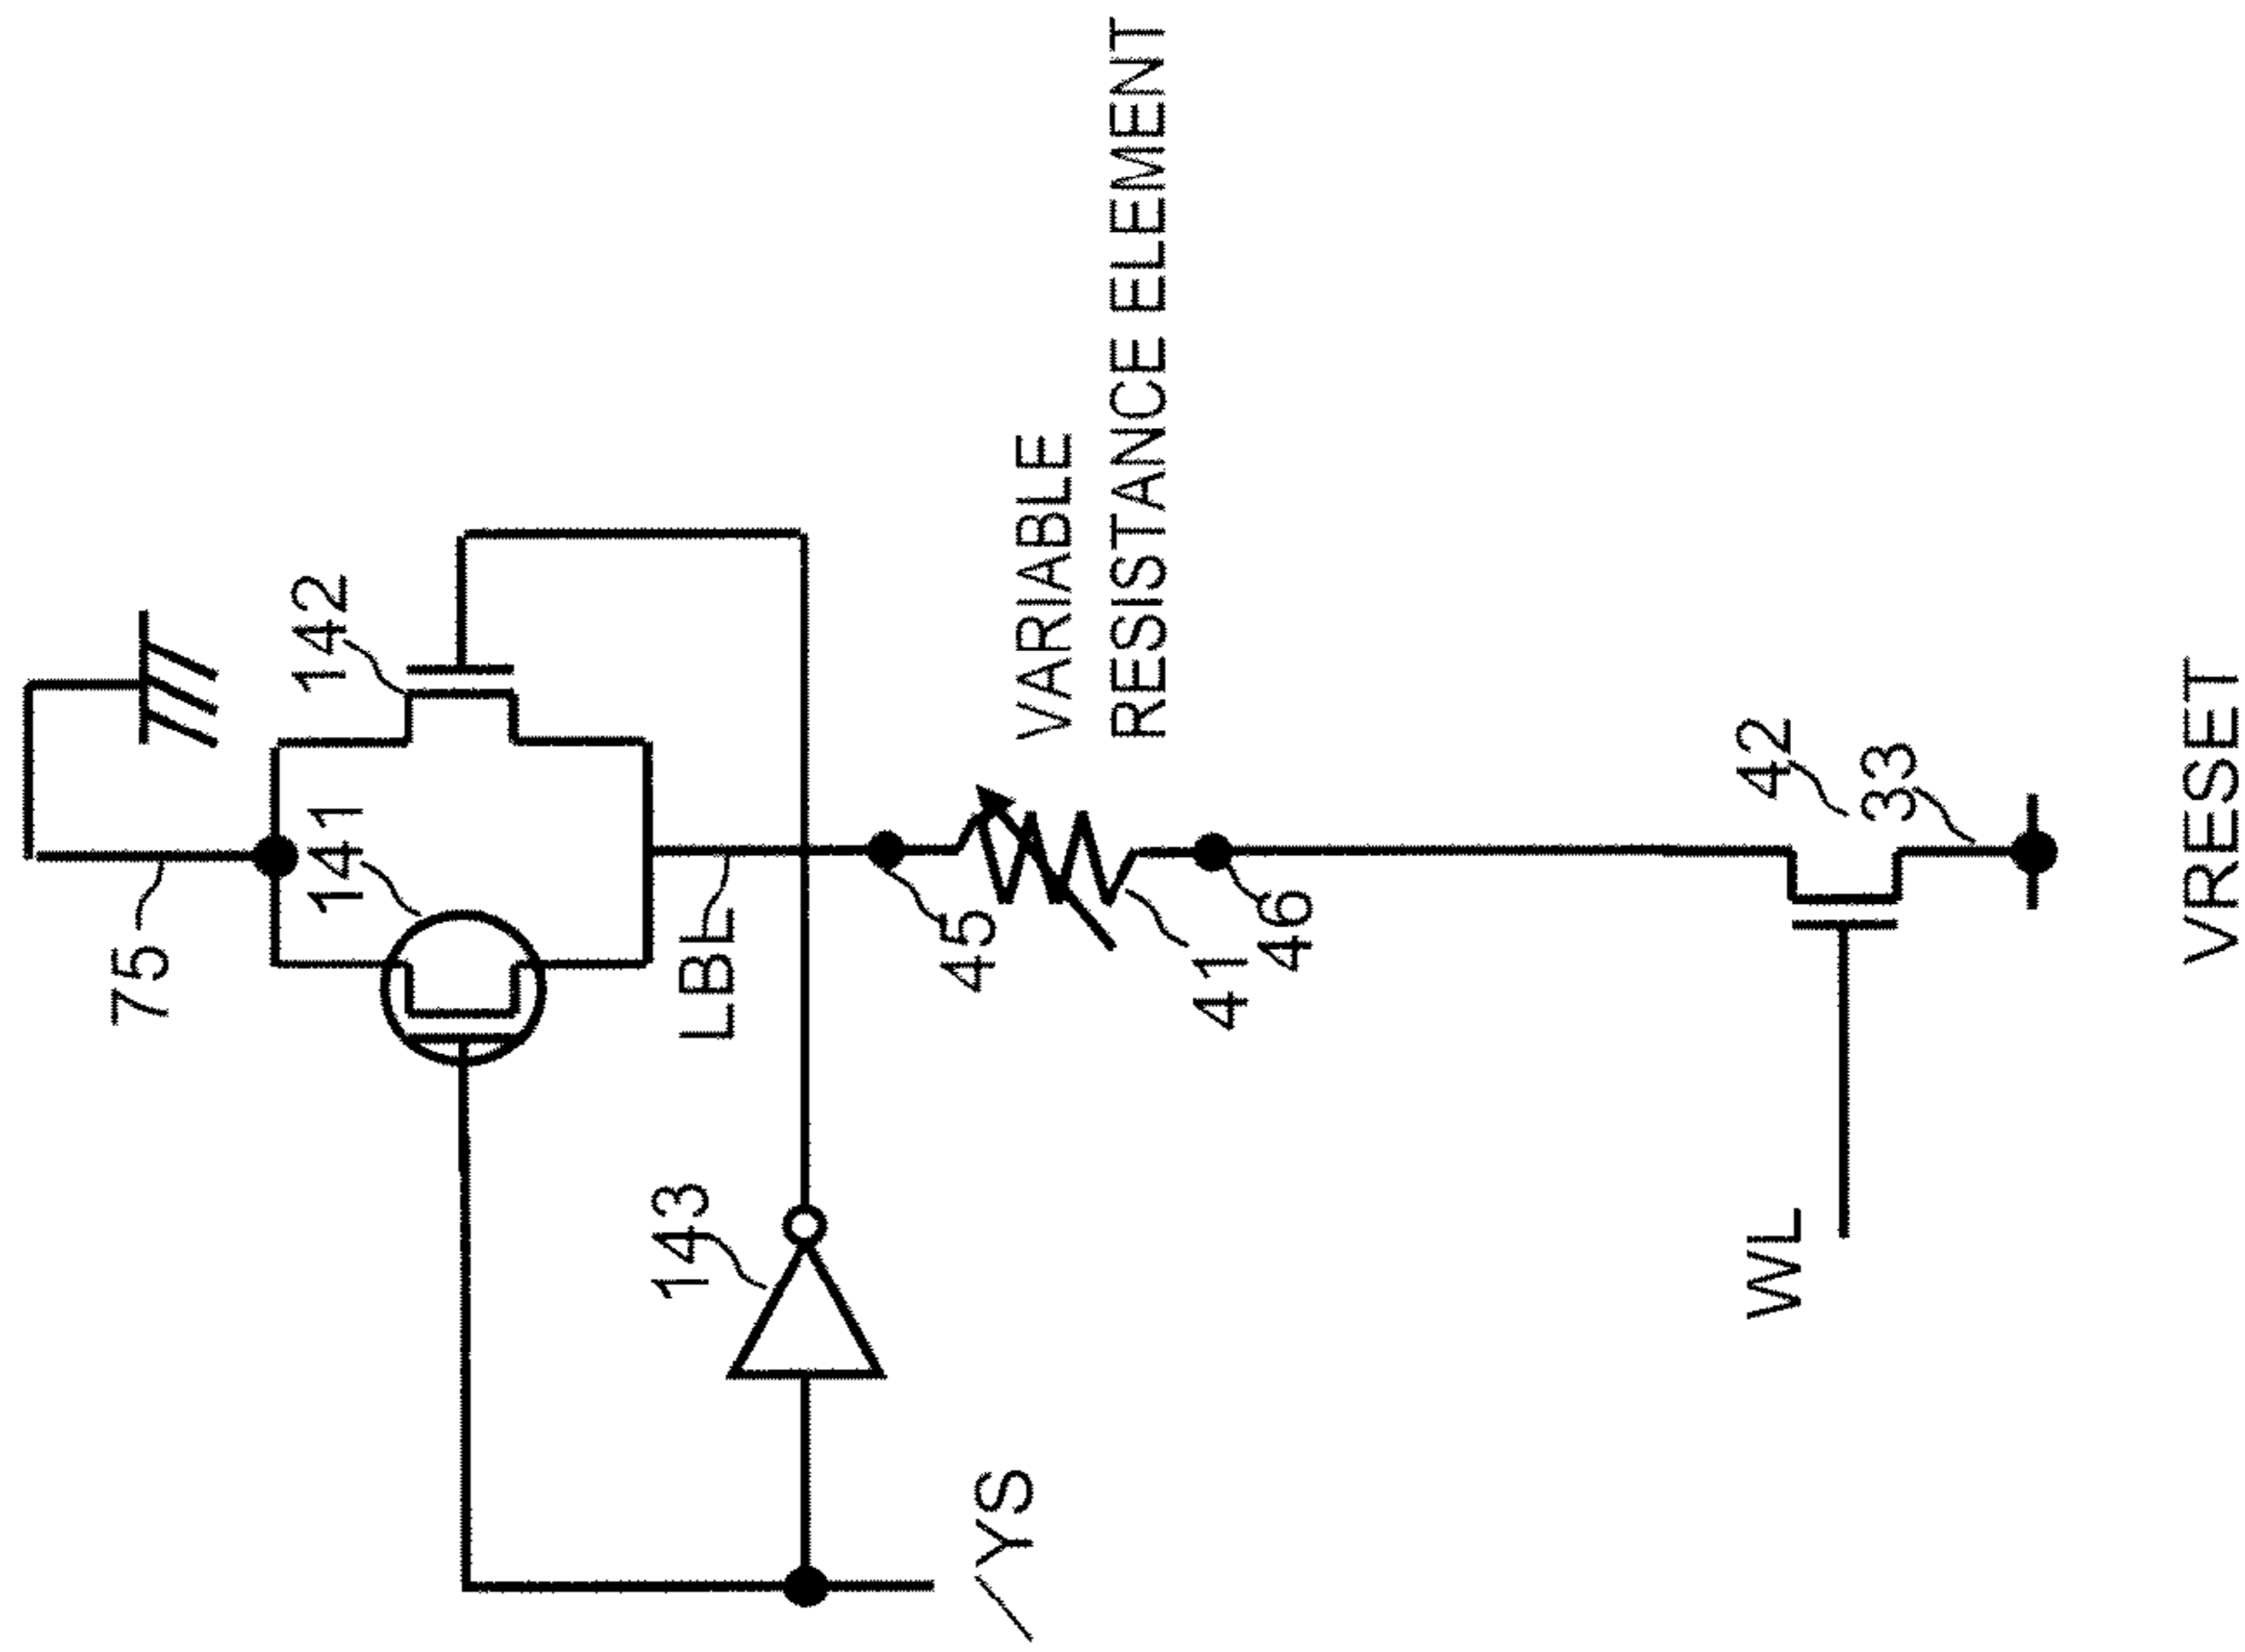 75
141 142
143 LBL
/YS
45
VARIABLE
RESISTANCE ELEMENT
41
46
WL 42
33
VRESET